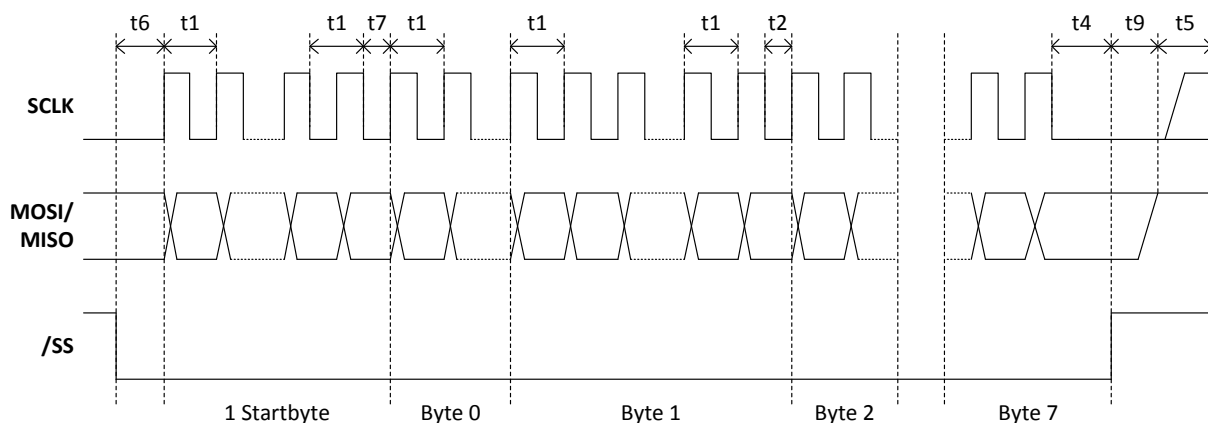 t6 t1 t1 t7 t1 t1 t1 t2 t4 t9 t5
SCLK
MOSI/
MISO
/SS
1 Startbyte Byte 0 Byte 1 Byte 2 Byte 7